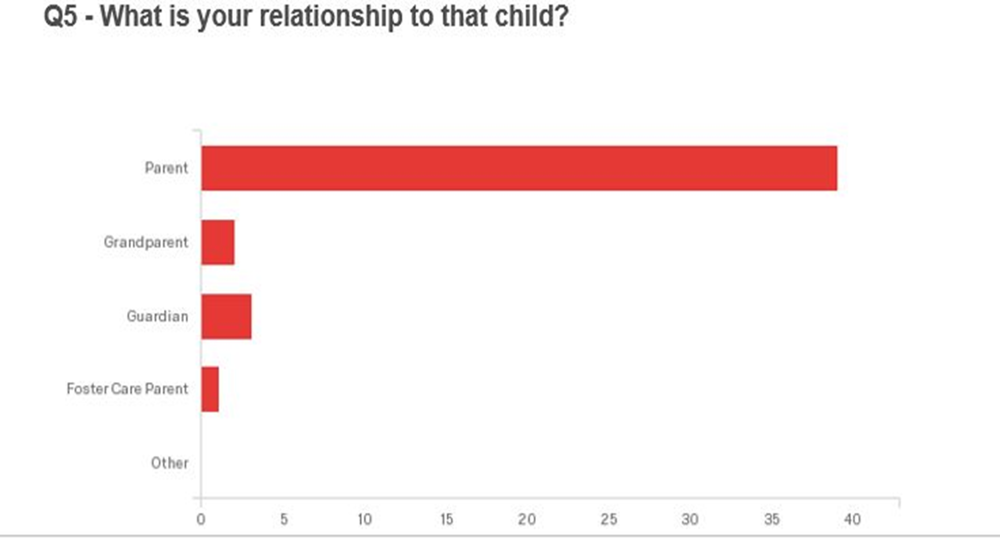 Q5 - What is your relationship to that child?
Parent
Grandparent
Guardian
Foster Care Parent
Other
0 5 10 15 20 25 30 35 40